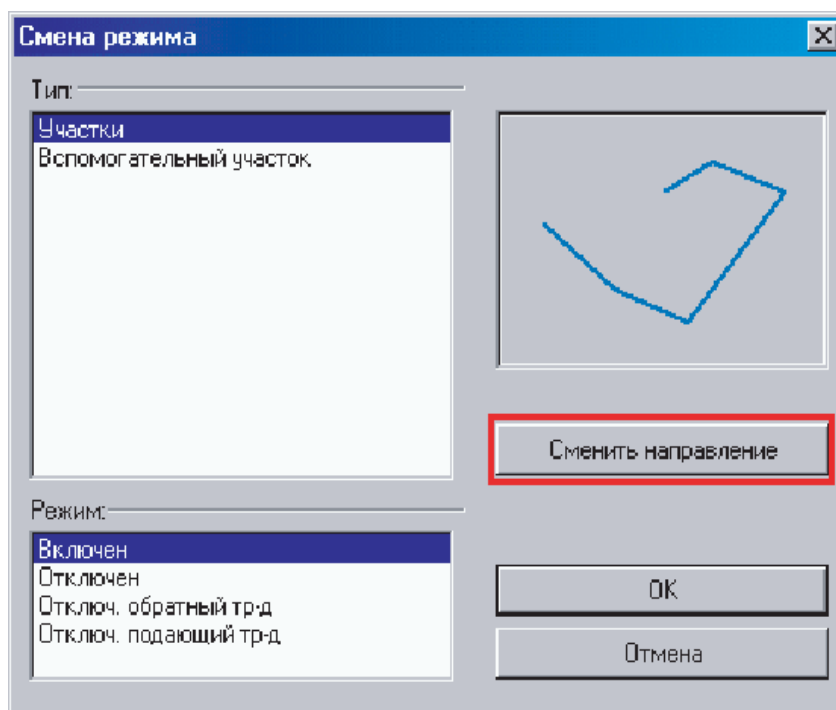 Смена режима
Тип:
Участки
Вспомогательный участок
Сменить направление
Режим:
Включен
Отключен
Отключ. обратный тр-д
Отключ. подающий тр-д
OK
Отмена